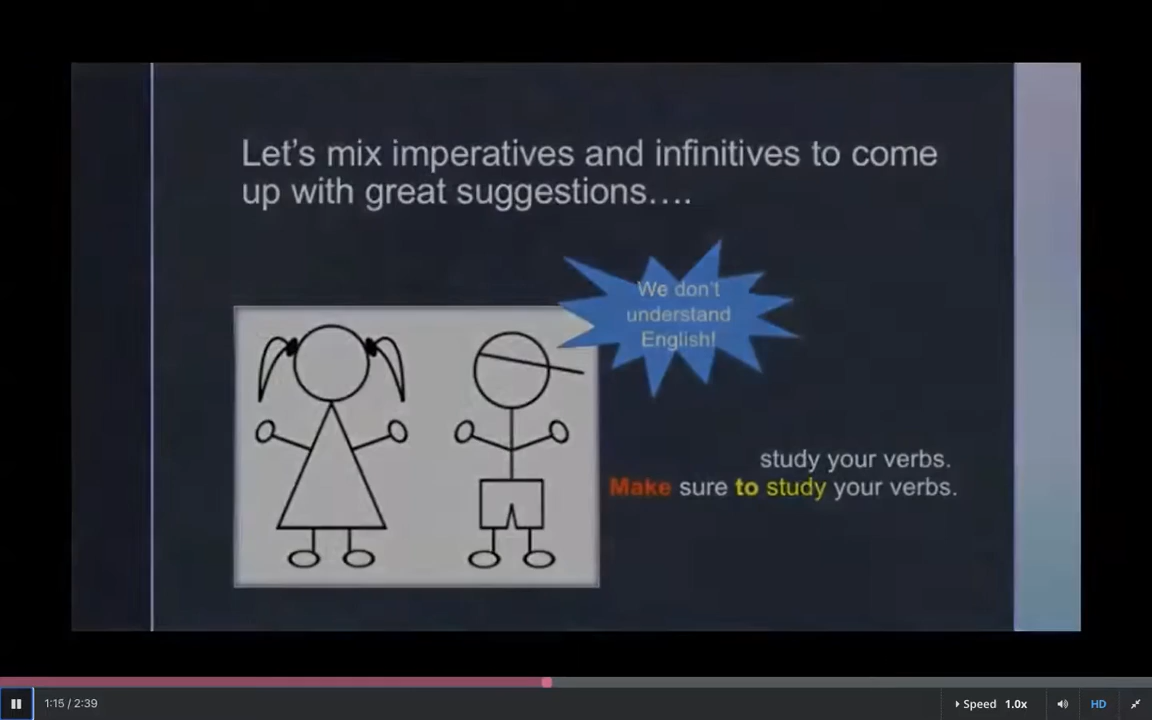 Let's mix imperatives and infinitives to come
up with great suggestions….
We don't
understand
English!
study your verbs.
Make sure to study your verbs.
1:15 / 2:39
Speed 1.0x
HD